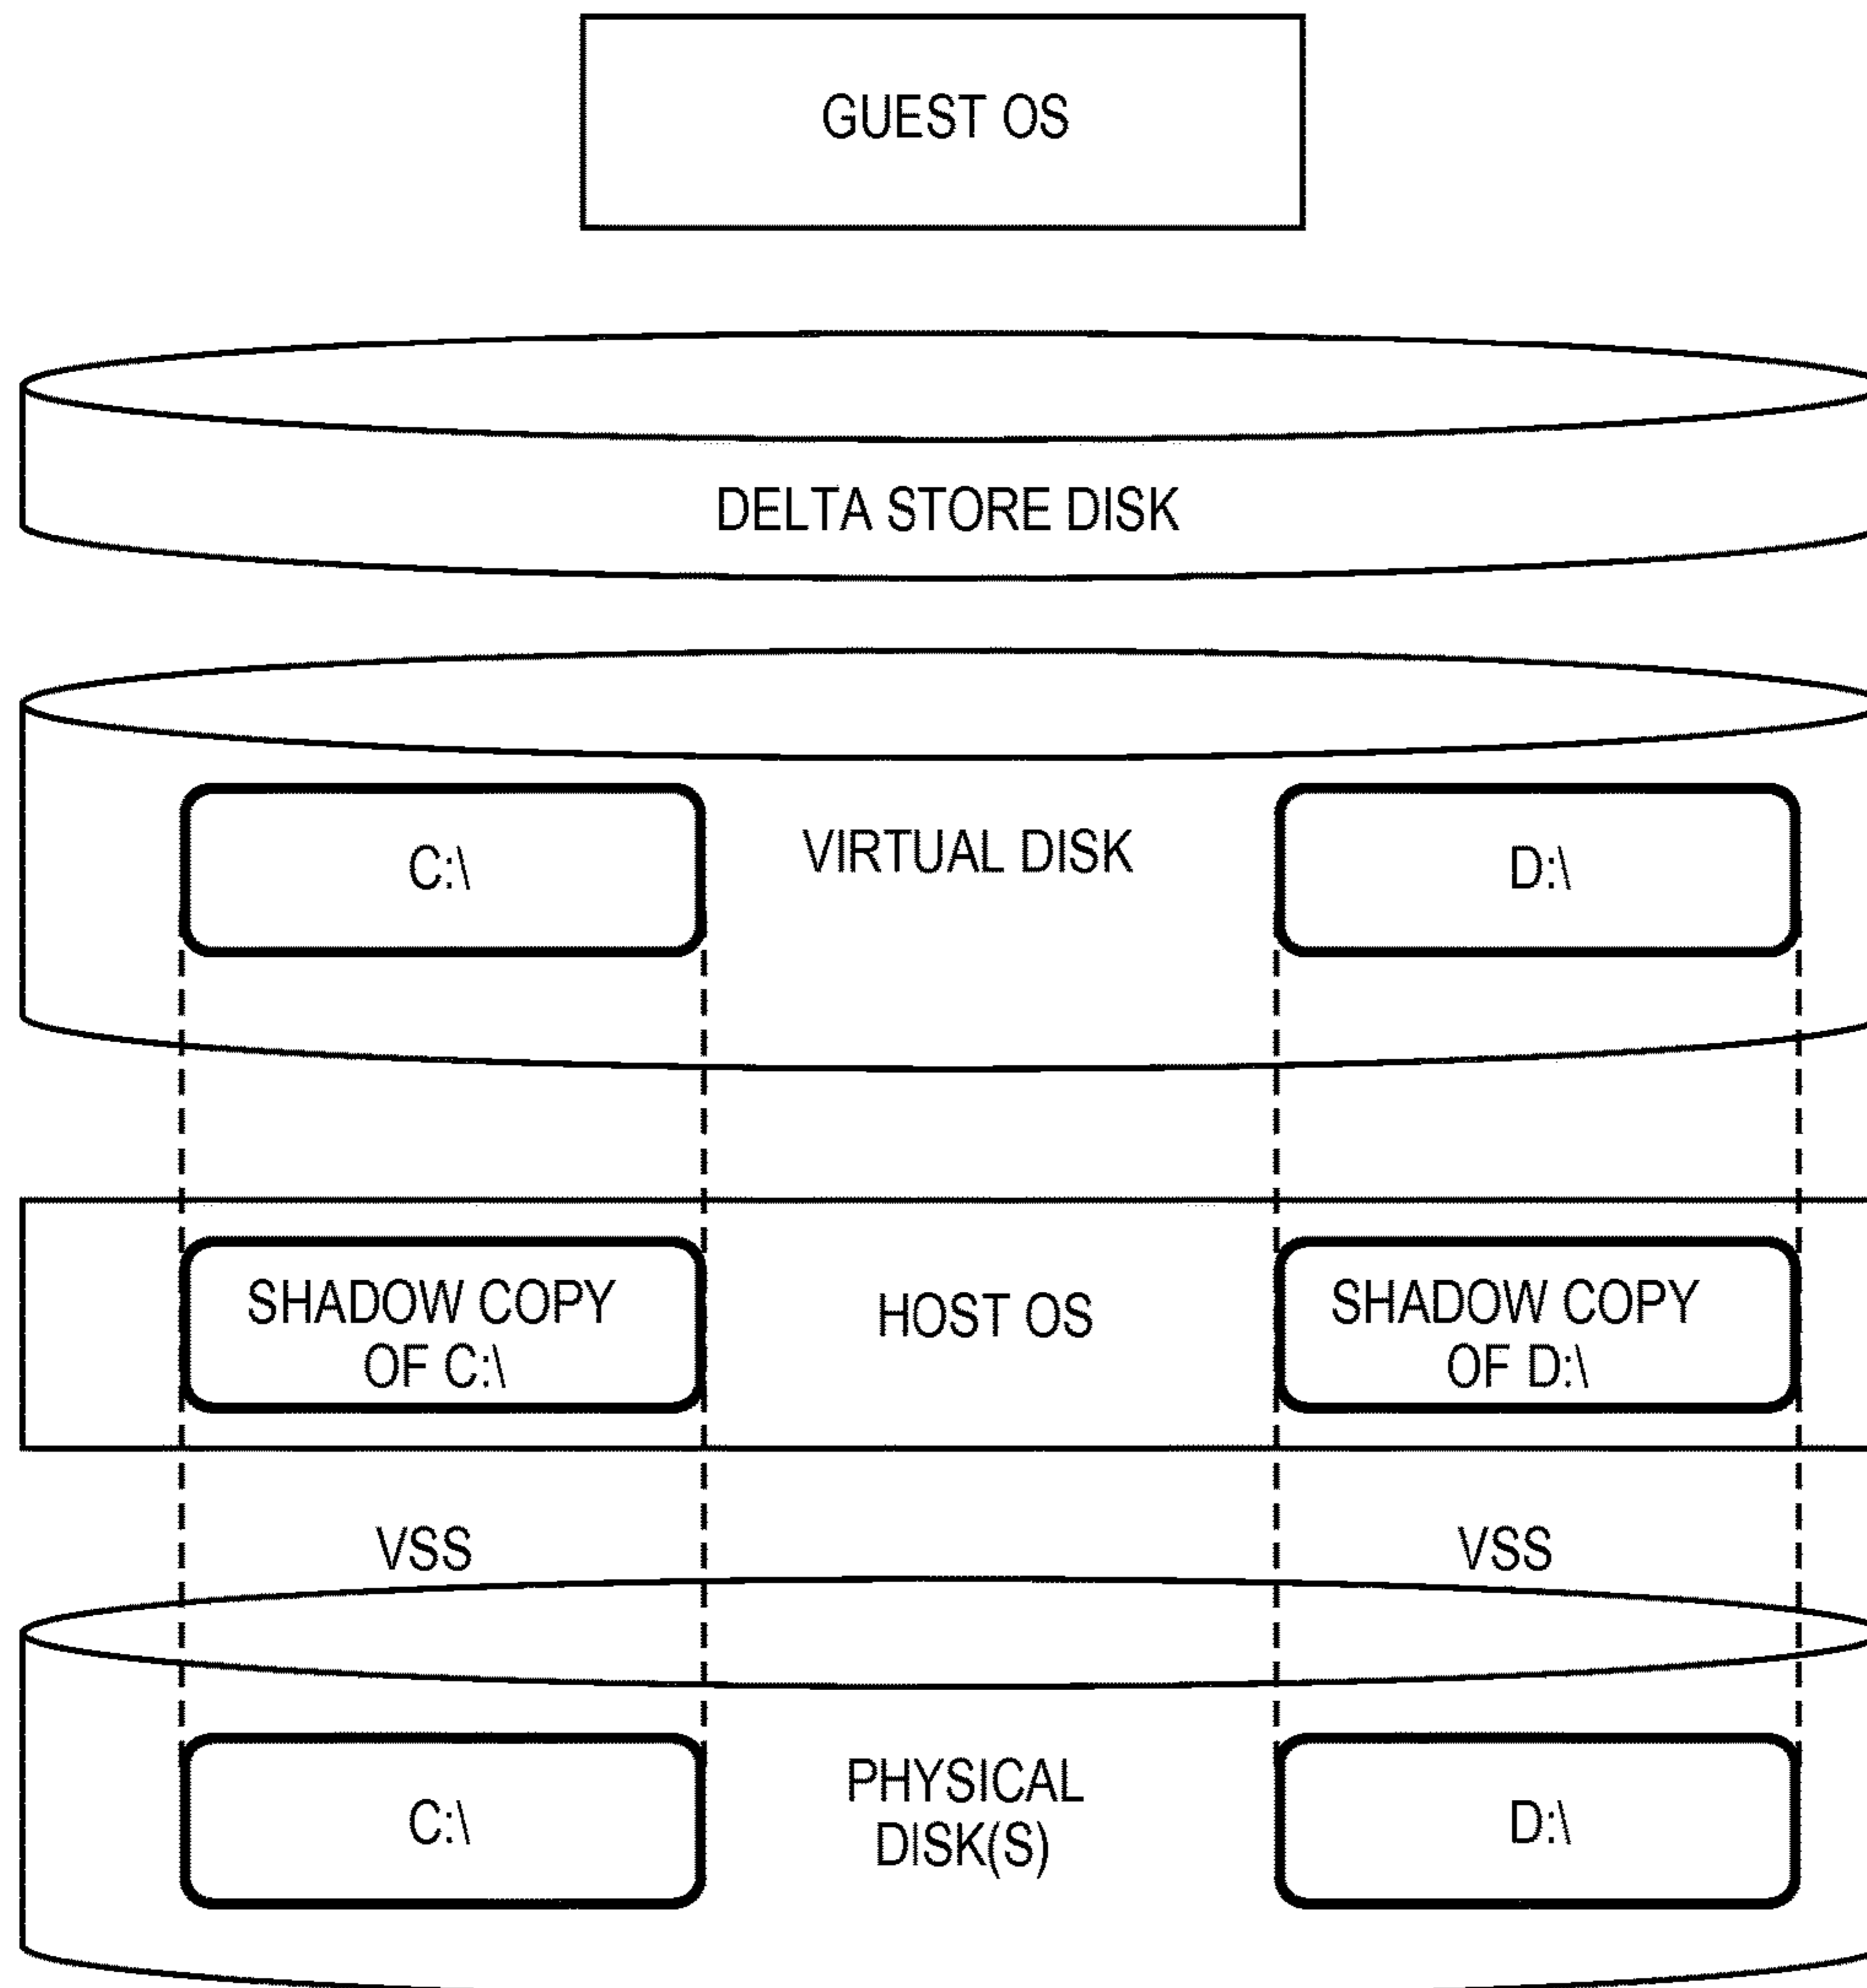 GUEST OS
DELTA STORE DISK
C:\
VIRTUAL DISK
D:\
SHADOW COPY
OF C:\
HOST OS
SHADOW COPY
OF D:\
VSS
VSS
C:\
PHYSICAL
DISK(S)
D:\